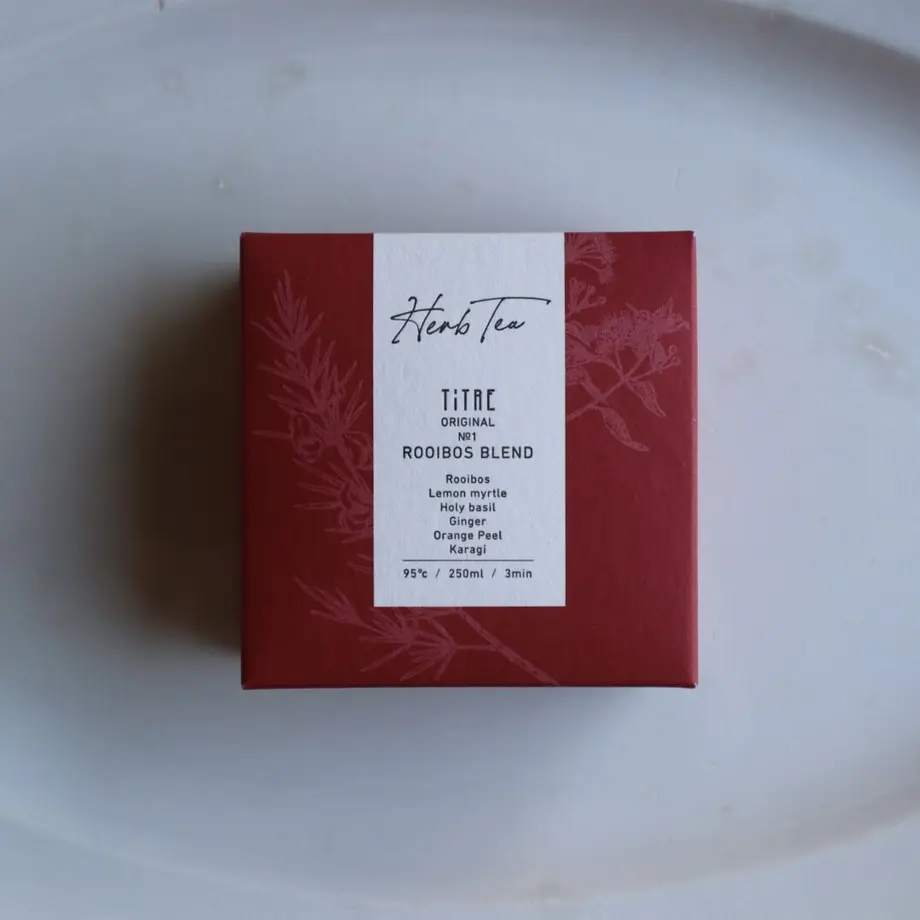 Herb Tea
TiTRE
ORIGINAL
№1
ROOIBOS BLEND
Rooibos
Lemon myrtle
Holy basil
Ginger
Orange Peel
Karagi
95℃ / 250ml / 3min